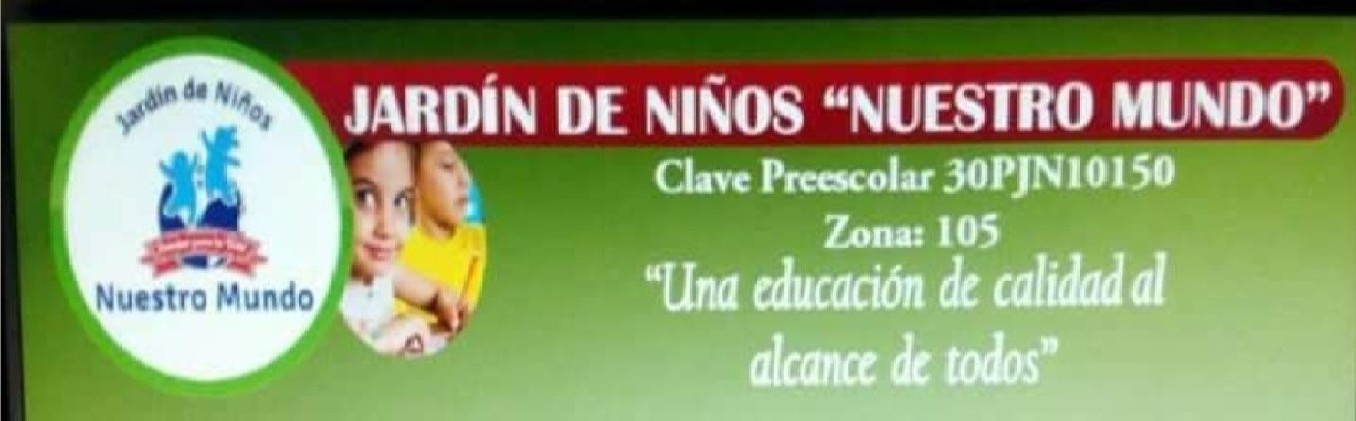 Jardín de Niños
Nuestro Mundo
JARDÍN DE NIÑOS “NUESTRO MUNDO”
Clave Preescolar 30PJN10150
Zona: 105
“Una educación de calidad al
alcance de todos”